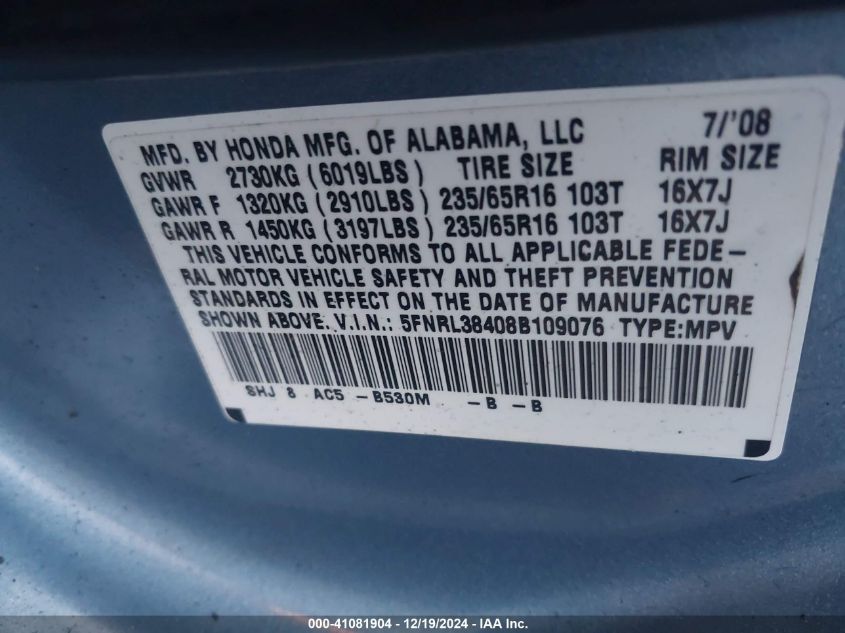 MFD. BY HONDA MFG. OF ALABAMA, LLC 7/'08
GVWR 2730KG (6019LBS) TIRE SIZE RIM SIZE
GAWR F 1320KG (2910LBS) 235/65R16 103T 16X7J
GAWR R 1450KG (3197LBS) 235/65R16 103T 16X7J
THIS VEHICLE CONFORMS TO ALL APPLICABLE FEDE-
RAL MOTOR VEHICLE SAFETY AND THEFT PREVENTION
STANDARDS IN EFFECT ON THE DATE OF MANUFACTURE
SHOWN ABOVE. V.I.N.: 5FNRL38408B109076 TYPE:MPV
SHJ 8 AC5 -B530M -B -B
000-41081904 - 12/19/2024 - IAA Inc.